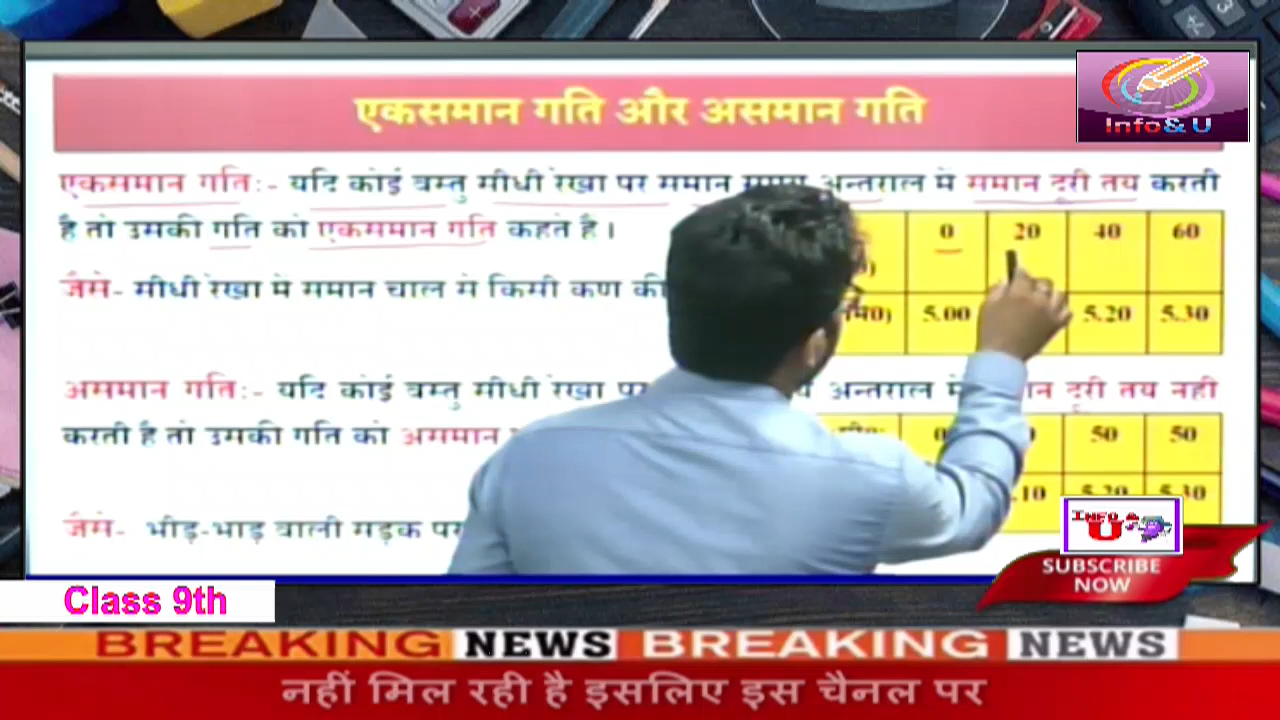 एकसमान गति और असमान गति
Info & U
एकसमान गति:- यदि कोई वस्तु सीधी रेखा पर समान समय अन्तराल में समान दूरी तय करती
है तो उसकी गति को एकसमान गति कहते है।
0 20 40 60
जैसे- सीधी रेखा में समान चाल से किसी कण की
5.00 5.20 5.30
असमान गति:- यदि कोई वस्तु सीधी रेखा अन्तराल में दूरी तय नही
करती है तो उसकी गति को असमान
50 50
जैसे- भीड़-भाड़ वाली सड़क पर
INFO & U
SUBSCRIBE
NOW
Class 9th
BREAKING NEWS BREAKING NEWS
नहीं मिल रही है इसलिए इस चैनल पर